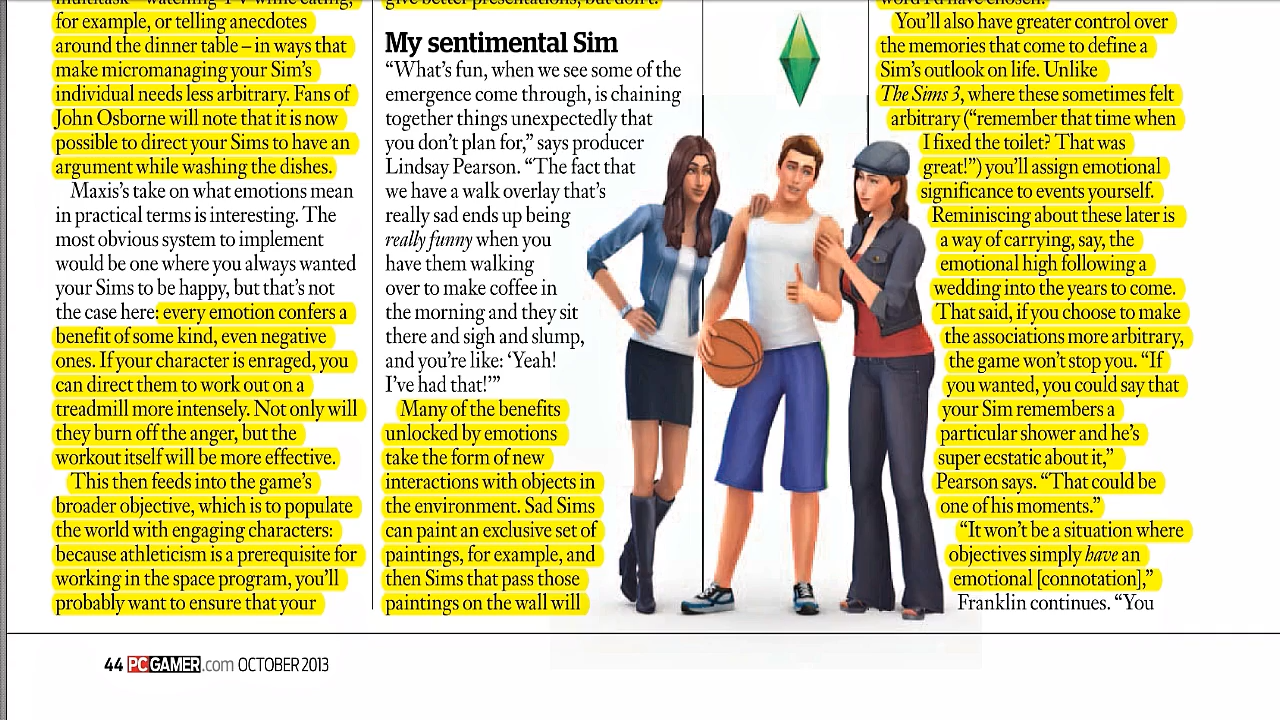 multitask – watching TV while eating,
for example, or telling anecdotes
around the dinner table – in ways that
make micromanaging your Sim's
individual needs less arbitrary. Fans of
John Osborne will note that it is now
possible to direct your Sims to have an
argument while washing the dishes.
Maxis's take on what emotions mean
in practical terms is interesting. The
most obvious system to implement
would be one where you always wanted
your Sims to be happy, but that's not
the case here: every emotion confers a
benefit of some kind, even negative
ones. If your character is enraged, you
can direct them to work out on a
treadmill more intensely. Not only will
they burn off the anger, but the
workout itself will be more effective.
This then feeds into the game's
broader objective, which is to populate
the world with engaging characters:
because athleticism is a prerequisite for
working in the space program, you'll
probably want to ensure that your
give better presentations, but don't.
My sentimental Sim
“What's fun, when we see some of the
emergence come through, is chaining
together things unexpectedly that
you don't plan for,” says producer
Lindsay Pearson. “The fact that
we have a walk overlay that's
really sad ends up being
really funny when you
have them walking
over to make coffee in
the morning and they sit
there and sigh and slump,
and you're like: ‘Yeah!
I've had that!’”
Many of the benefits
unlocked by emotions
take the form of new
interactions with objects in
the environment. Sad Sims
can paint an exclusive set of
paintings, for example, and
then Sims that pass those
paintings on the wall will
word I'd have chosen.
You'll also have greater control over
the memories that come to define a
Sim's outlook on life. Unlike
The Sims 3, where these sometimes felt
arbitrary (“remember that time when
I fixed the toilet? That was
great!”) you'll assign emotional
significance to events yourself.
Reminiscing about these later is
a way of carrying, say, the
emotional high following a
wedding into the years to come.
That said, if you choose to make
the associations more arbitrary,
the game won't stop you. “If
you wanted, you could say that
your Sim remembers a
particular shower and he's
super ecstatic about it,”
Pearson says. “That could be
one of his moments.”
“It won't be a situation where
objectives simply have an
emotional [connotation],”
Franklin continues. “You
44 PCGAMER.com OCTOBER 2013